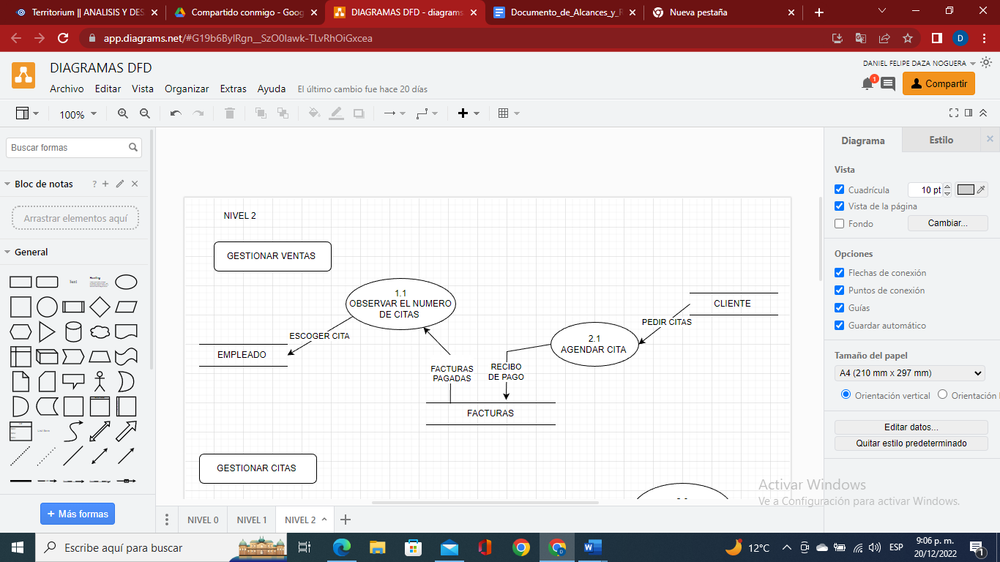 Territorium || ANALISIS Y DES
Compartido conmigo - Goog
DIAGRAMAS DFD - diagrams
Documento_de_Alcances_y_R
Nueva pestaña
app.diagrams.net/#G19b6BylRgn__SzO0Iawk-TLvRhOiGxcea
D
DIAGRAMAS DFD
DANIEL FELIPE DAZA NOGUERA
Archivo Editar Vista Organizar Extras Ayuda El último cambio fue hace 20 días
1
Compartir
100%
Buscar formas
Bloc de notas
?
Arrastrar elementos aquí
General
Text
Heading
Más formas
NIVEL 2
GESTIONAR VENTAS
1.1
OBSERVAR EL NUMERO
DE CITAS
CLIENTE
PEDIR CITAS
ESCOGER CITA
2.1
AGENDAR CITA
EMPLEADO
FACTURAS
PAGADAS
RECIBO
DE PAGO
FACTURAS
GESTIONAR CITAS
Diagrama Estilo
Vista
Cuadrícula 10 pt
Vista de la página
Fondo Cambiar...
Opciones
Flechas de conexión
Puntos de conexión
Guías
Guardar automático
Tamaño del papel
A4 (210 mm x 297 mm)
Orientación vertical Orientación
Editar datos...
Quitar estilo predeterminado
Activar Windows
Ve a Configuración para activar Windows.
NIVEL 0 NIVEL 1 NIVEL 2
Escribe aquí para buscar
12°C
ESP
9:06 p. m.
20/12/2022
1